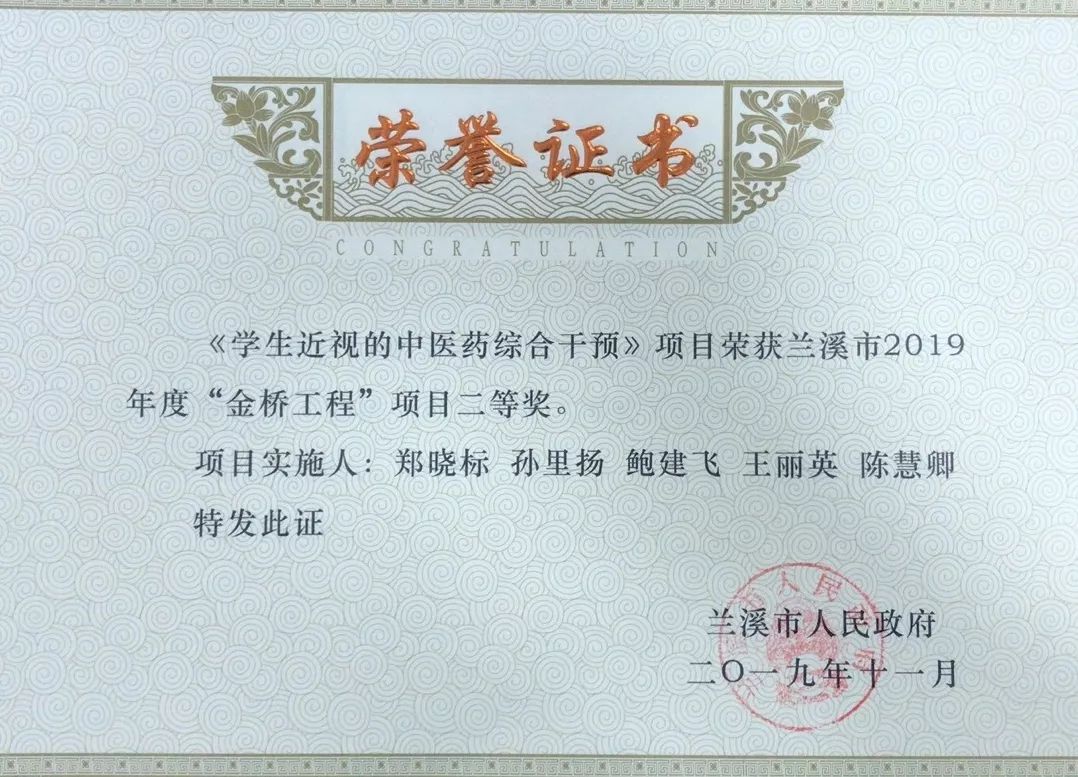 荣誉证书
CONGRATULATION
《学生近视的中医药综合干预》项目荣获兰溪市2019
年度“金桥工程”项目二等奖。
项目实施人：郑晓标 孙里扬 鲍建飞 王丽英 陈慧卿
特发此证
兰溪市人民政府
二〇一九年十一月